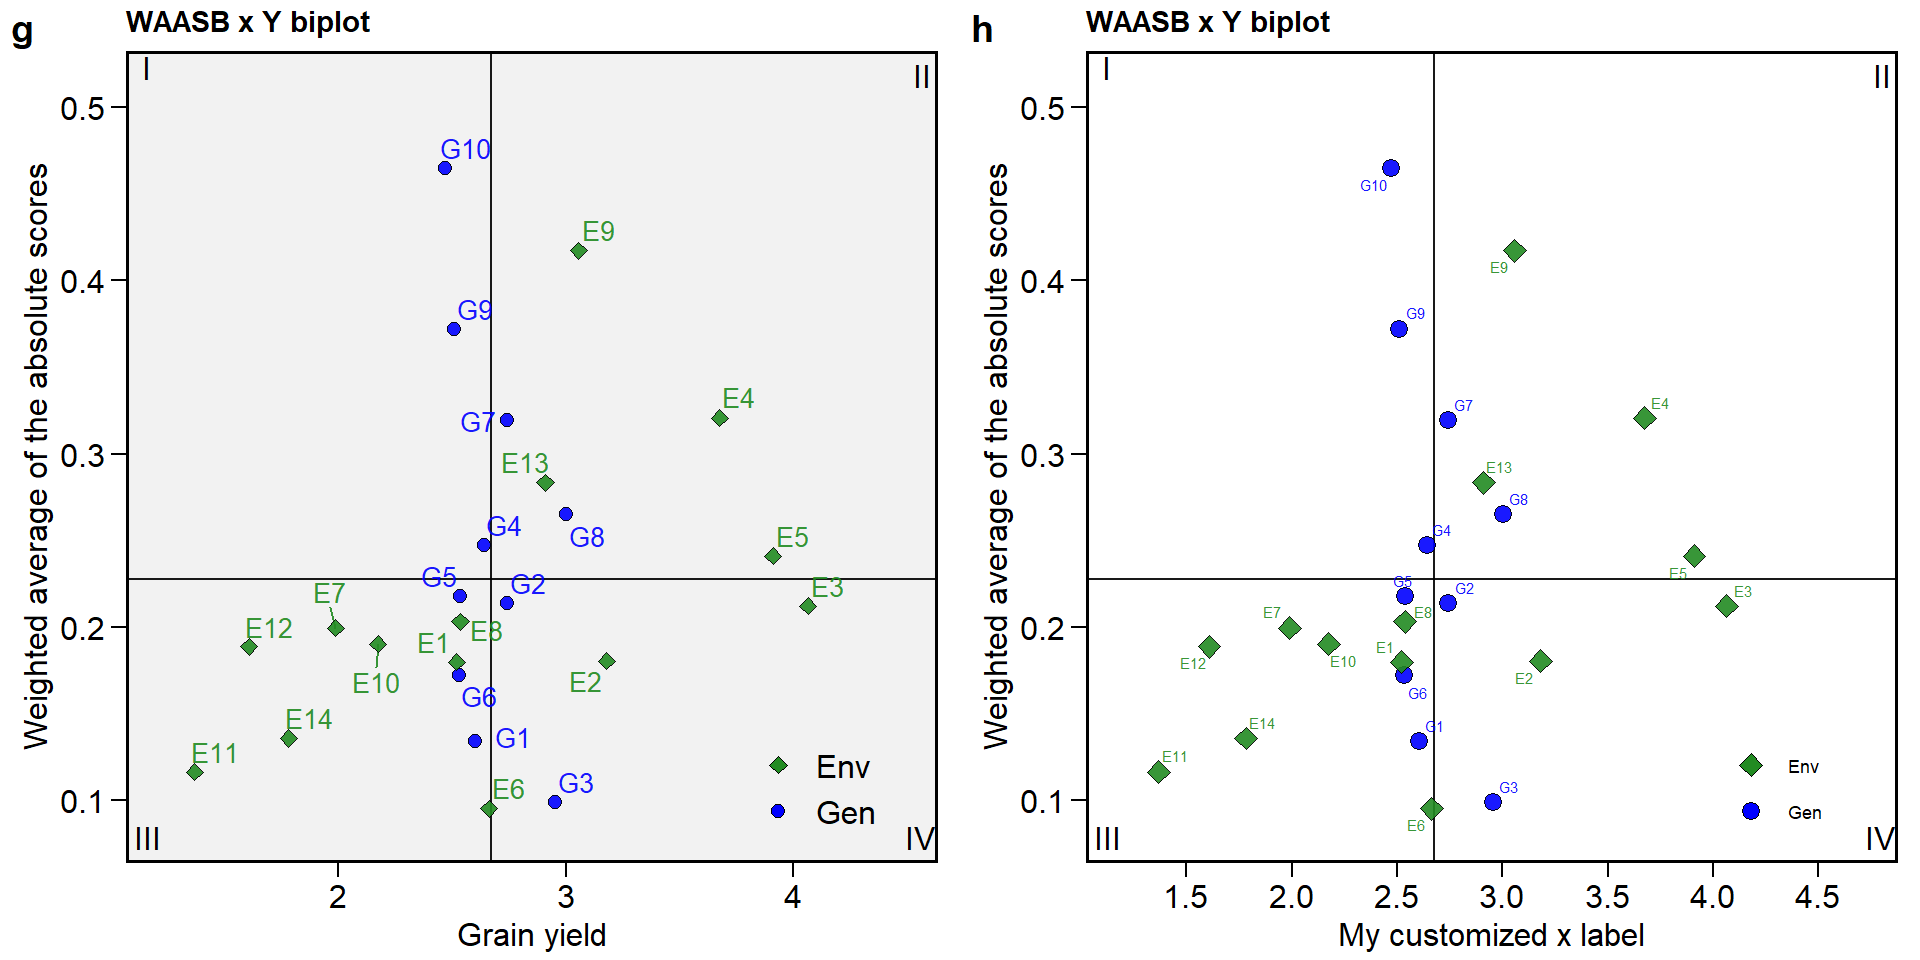 g
WAASB x Y biplot
I
II
0.5
G10
E9
0.4
G9
E4
G7
E13
0.3
G4
G8
E5
G5
G2
E3
E7
E12
0.2
E8
E1
E10
E2
G6
E14
G1
E11
Env
E6
G3
Gen
0.1
III
IV
2
3
4
Grain yield
Weighted average of the absolute scores
h
WAASB x Y biplot
I
II
0.5
G10
E9
0.4
G9
E4
G7
E13
0.3
G8
G4
E5
G5
G2
E3
E7
E8
0.2
E1
E12
E10
E2
G6
E14
G1
E11
Env
G3
0.1
Gen
E6
III
IV
1.5
2.0
2.5
3.0
3.5
4.0
4.5
My customized x label
Weighted average of the absolute scores